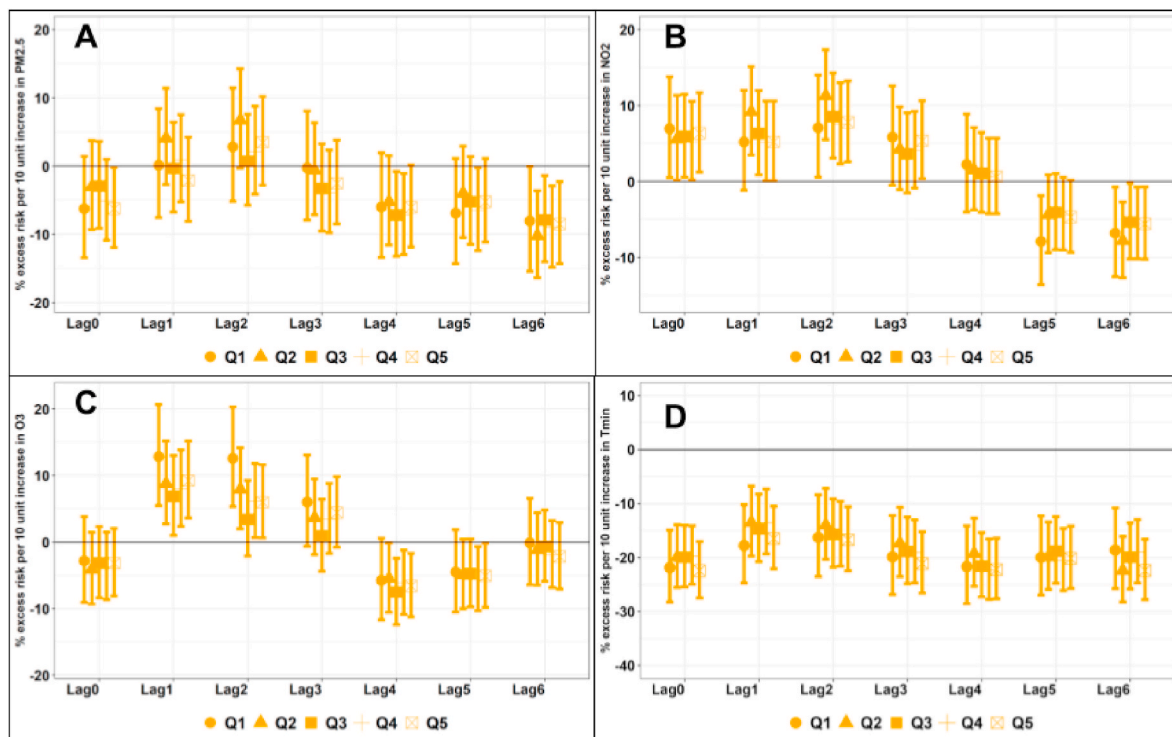 A
% excess risk per 10 unit increase in PM2.5
20
10
0
-10
-20
Lag0 Lag1 Lag2 Lag3 Lag4 Lag5 Lag6
Q1 Q2 Q3 Q4 Q5
B
% excess risk per 10 unit increase in NO2
20
10
0
-10
Lag0 Lag1 Lag2 Lag3 Lag4 Lag5 Lag6
Q1 Q2 Q3 Q4 Q5
C
% excess risk per 10 unit increase in O3
20
10
0
-10
-20
Lag0 Lag1 Lag2 Lag3 Lag4 Lag5 Lag6
Q1 Q2 Q3 Q4 Q5
D
% excess risk per 10 unit increase in Tmin
10
0
-10
-20
-30
-40
Lag0 Lag1 Lag2 Lag3 Lag4 Lag5 Lag6
Q1 Q2 Q3 Q4 Q5